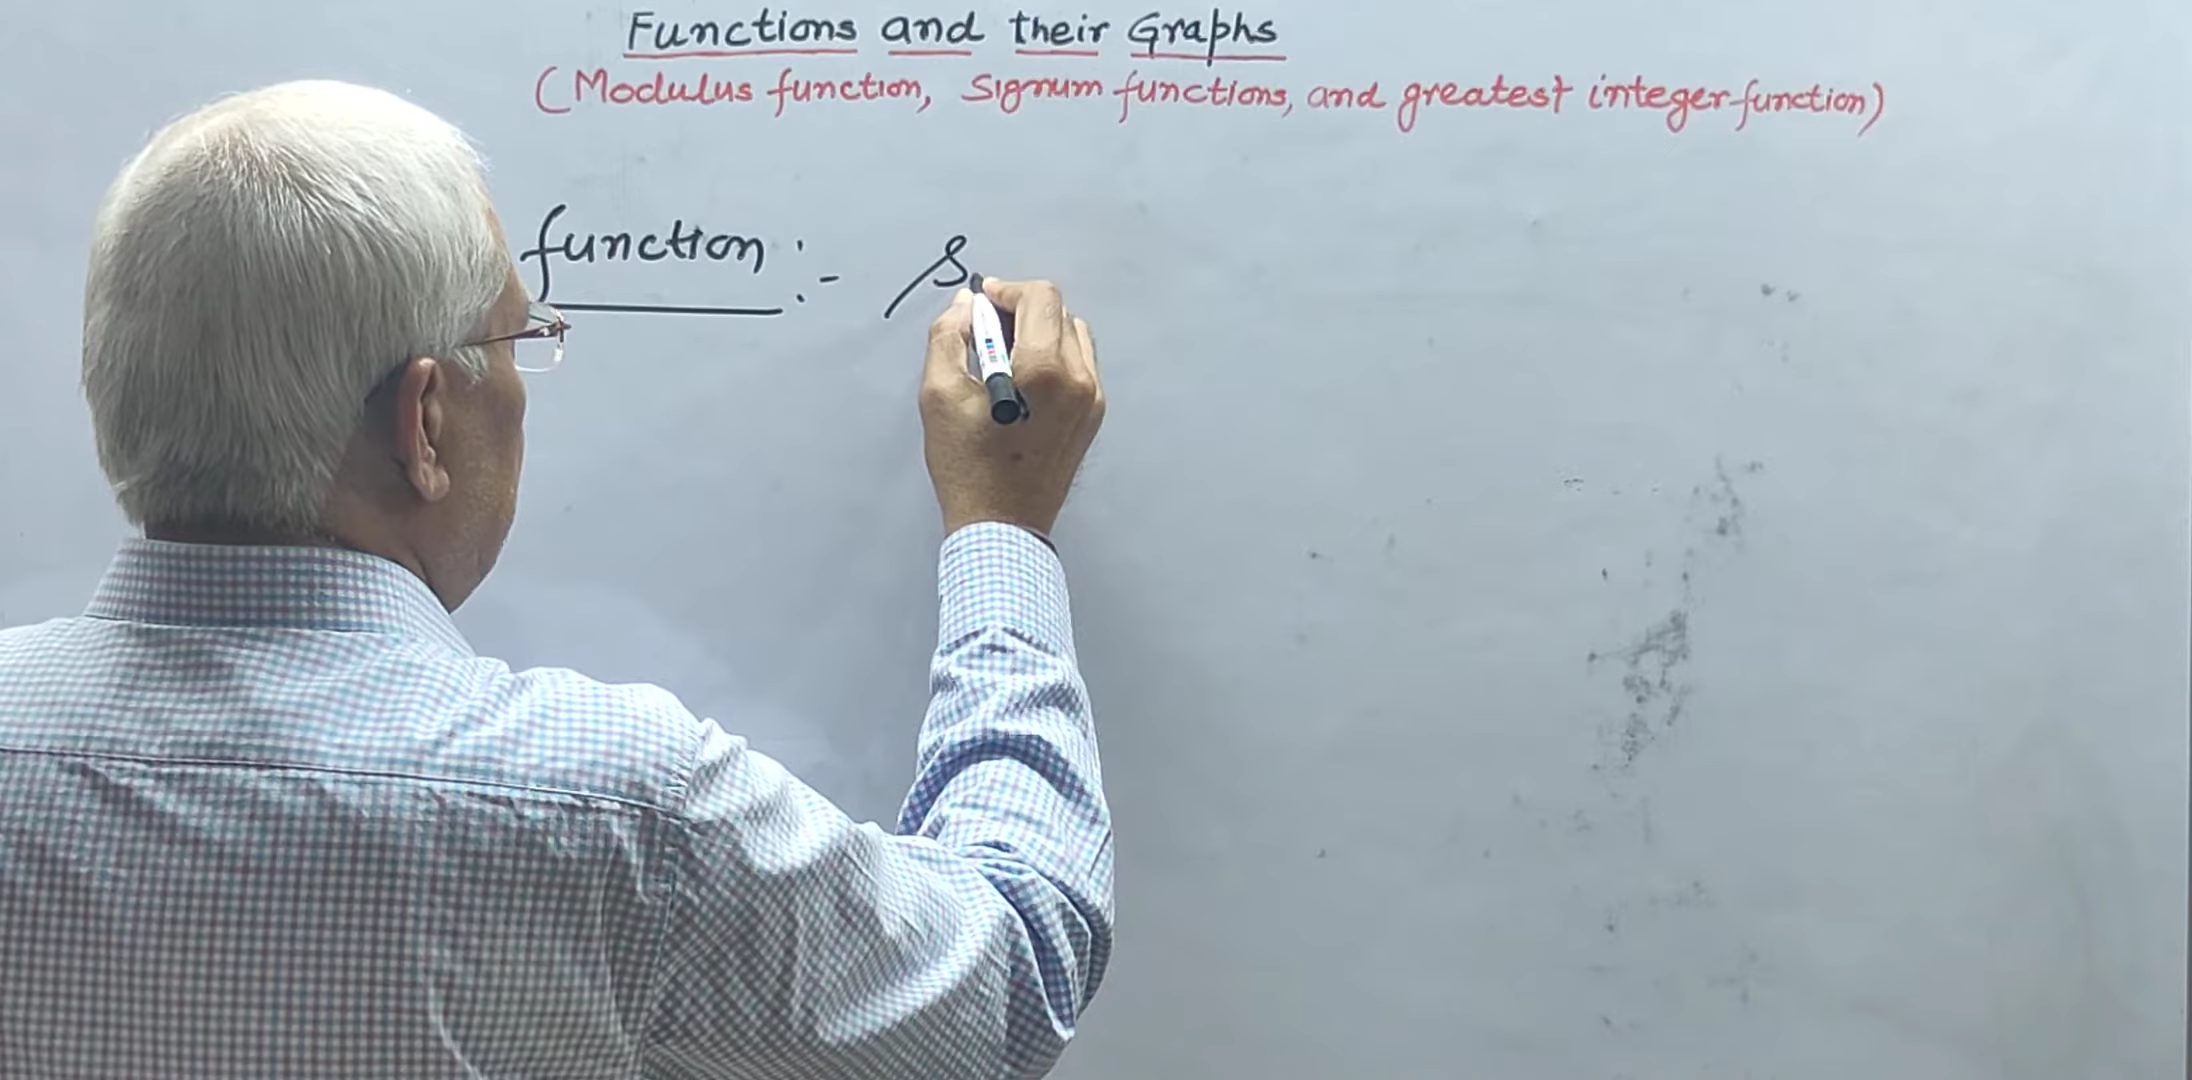 Functions and their Graphs
(Modulus function, Signum functions, and greatest integer function)
function :- S